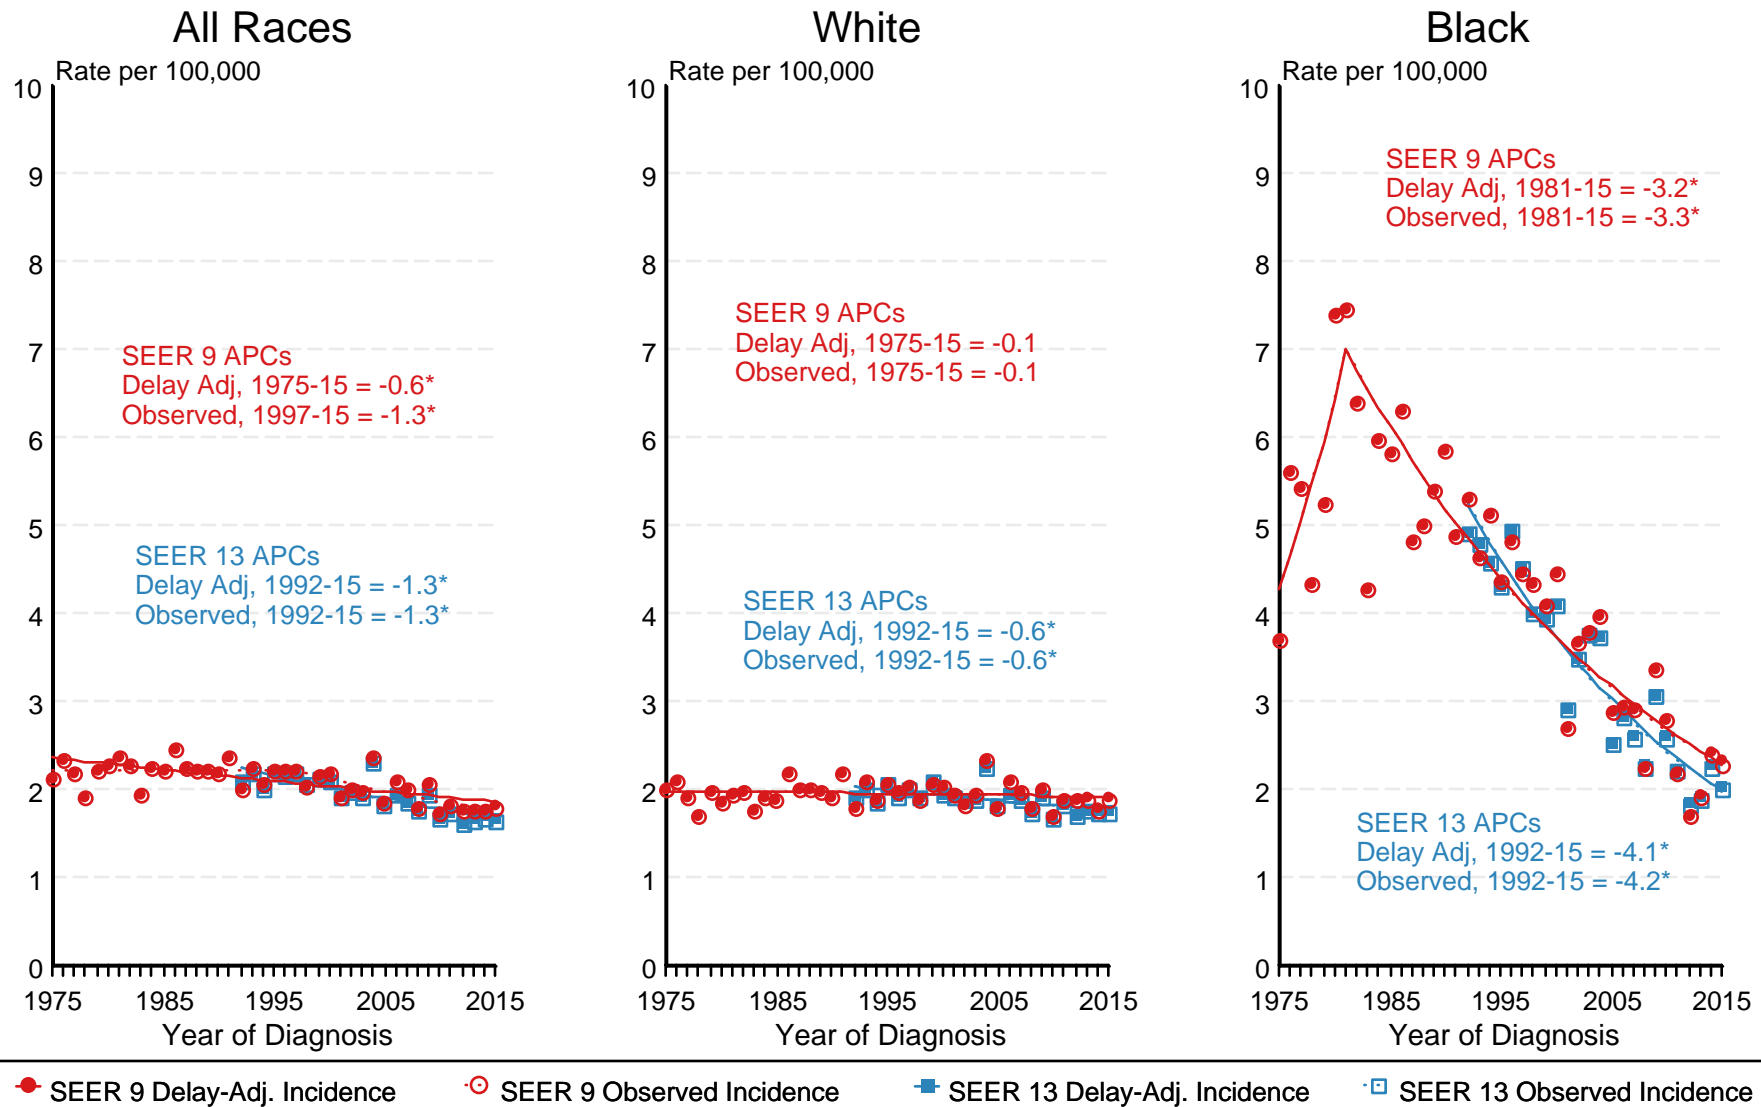 All Races
Rate per 100,000
10
9
8
7
6
5
4
3
2
1
0
SEER 9 APCs
Delay Adj, 1975-15 = -0.6*
Observed, 1997-15 = -1.3*
SEER 13 APCs
Delay Adj, 1992-15 = -1.3*
Observed, 1992-15 = -1.3*
1975 1985 1995 2005 2015
Year of Diagnosis
White
Rate per 100,000
10
9
8
7
6
5
4
3
2
1
0
SEER 9 APCs
Delay Adj, 1975-15 = -0.1
Observed, 1975-15 = -0.1
SEER 13 APCs
Delay Adj, 1992-15 = -0.6*
Observed, 1992-15 = -0.6*
1975 1985 1995 2005 2015
Year of Diagnosis
Black
Rate per 100,000
10
9
8
7
6
5
4
3
2
1
0
SEER 9 APCs
Delay Adj, 1981-15 = -3.2*
Observed, 1981-15 = -3.3*
SEER 13 APCs
Delay Adj, 1992-15 = -4.1*
Observed, 1992-15 = -4.2*
1975 1985 1995 2005 2015
Year of Diagnosis
SEER 9 Delay-Adj. Incidence SEER 9 Observed Incidence SEER 13 Delay-Adj. Incidence SEER 13 Observed Incidence